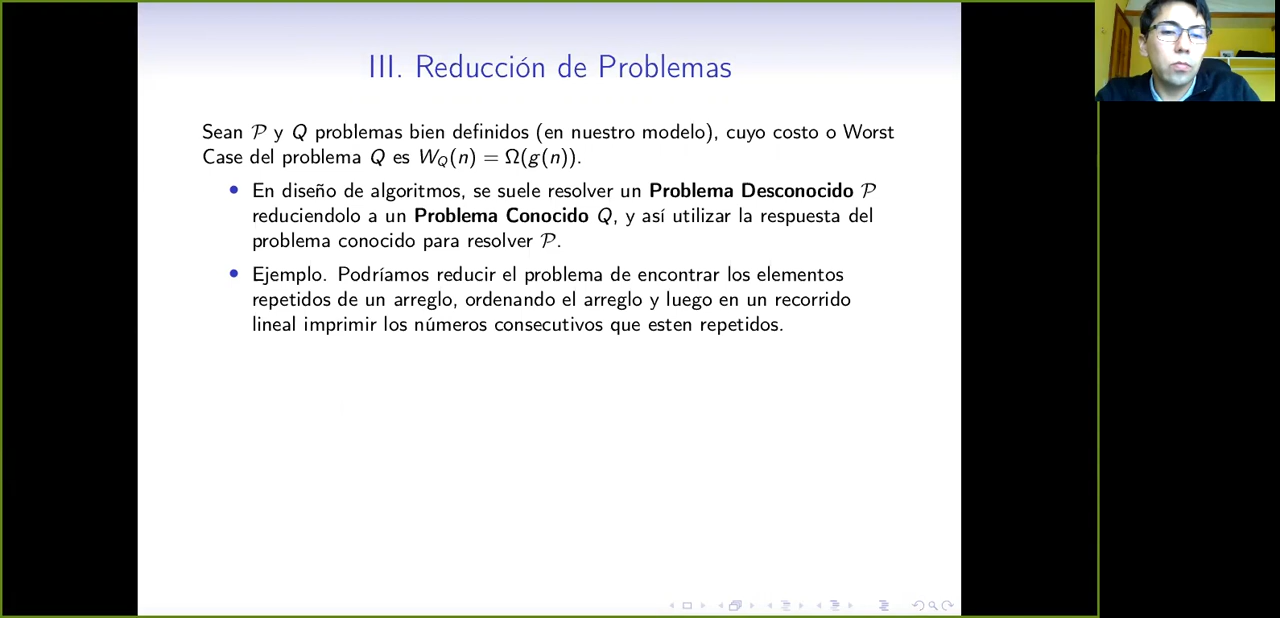 III. Reducción de Problemas
Sean 𝒫 y Q problemas bien definidos (en nuestro modelo), cuyo costo o Worst
Case del problema Q es W_Q(n) = Ω(g(n)).
• En diseño de algoritmos, se suele resolver un Problema Desconocido 𝒫
reduciendolo a un Problema Conocido Q, y así utilizar la respuesta del
problema conocido para resolver 𝒫.
• Ejemplo. Podríamos reducir el problema de encontrar los elementos
repetidos de un arreglo, ordenando el arreglo y luego en un recorrido
lineal imprimir los números consecutivos que esten repetidos.